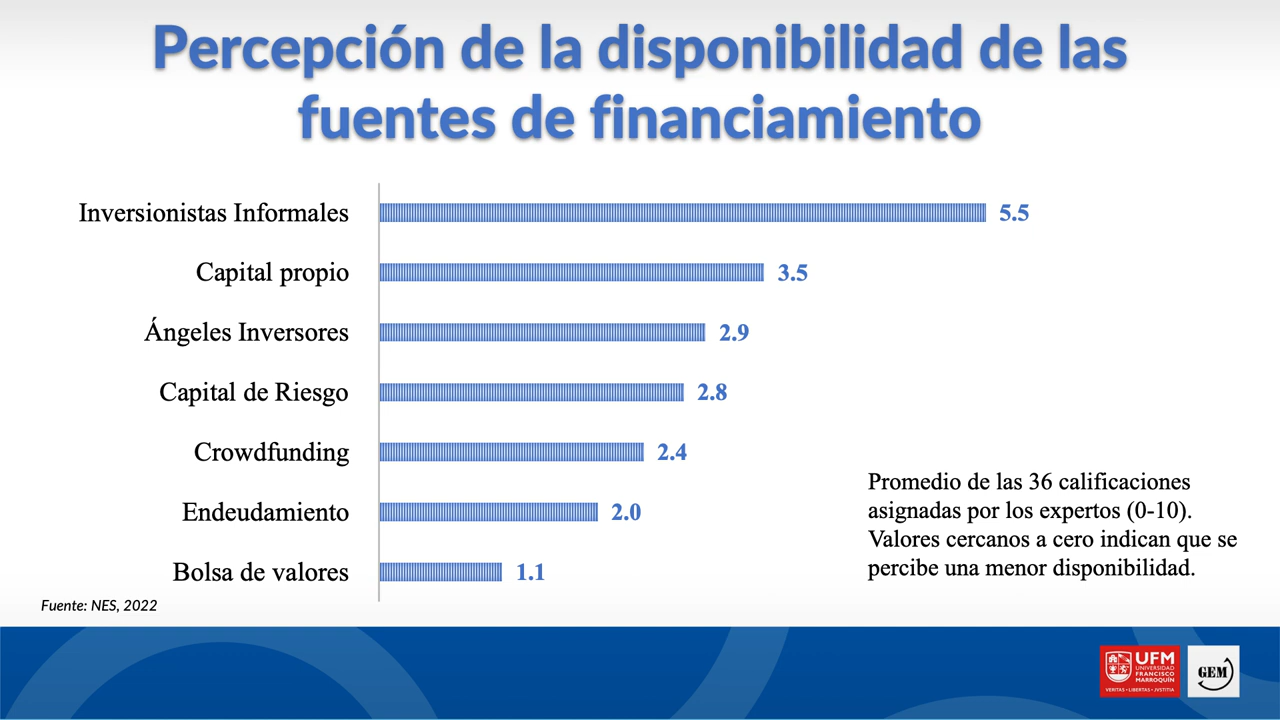 Percepción de la disponibilidad de las
fuentes de financiamiento
Inversionistas Informales 5.5
Capital propio 3.5
Ángeles Inversores 2.9
Capital de Riesgo 2.8
Crowdfunding 2.4
Endeudamiento 2.0
Bolsa de valores 1.1
Promedio de las 36 calificaciones
asignadas por los expertos (0-10).
Valores cercanos a cero indican que se
percibe una menor disponibilidad.
Fuente: NES, 2022
UFM
UNIVERSIDAD
FRANCISCO
MARROQUÍN
VERITAS • LIBERTAS • JVSTITIA
GEM